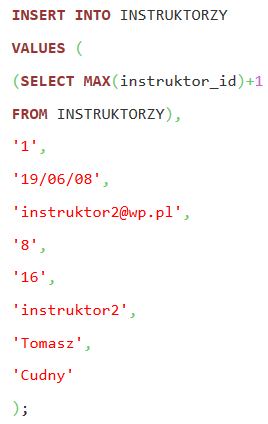 INSERT INTO INSTRUKTORZY
VALUES (
(SELECT MAX(instruktor_id)+1
FROM INSTRUKTORZY),
'1',
'19/06/08',
'instruktor2@wp.pl',
'8',
'16',
'instruktor2',
'Tomasz',
'Cudny'
);